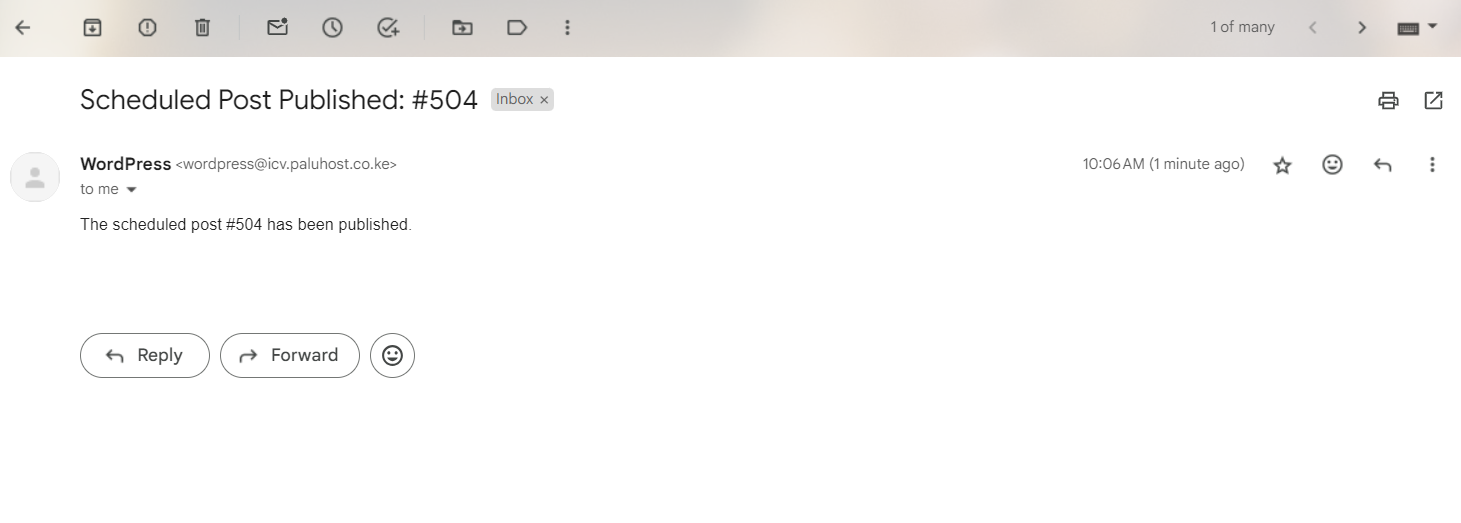 1 of many
Scheduled Post Published: #504 Inbox ×
WordPress <wordpress@icv.paluhost.co.ke> 10:06 AM (1 minute ago)
to me
The scheduled post #504 has been published.
Reply Forward